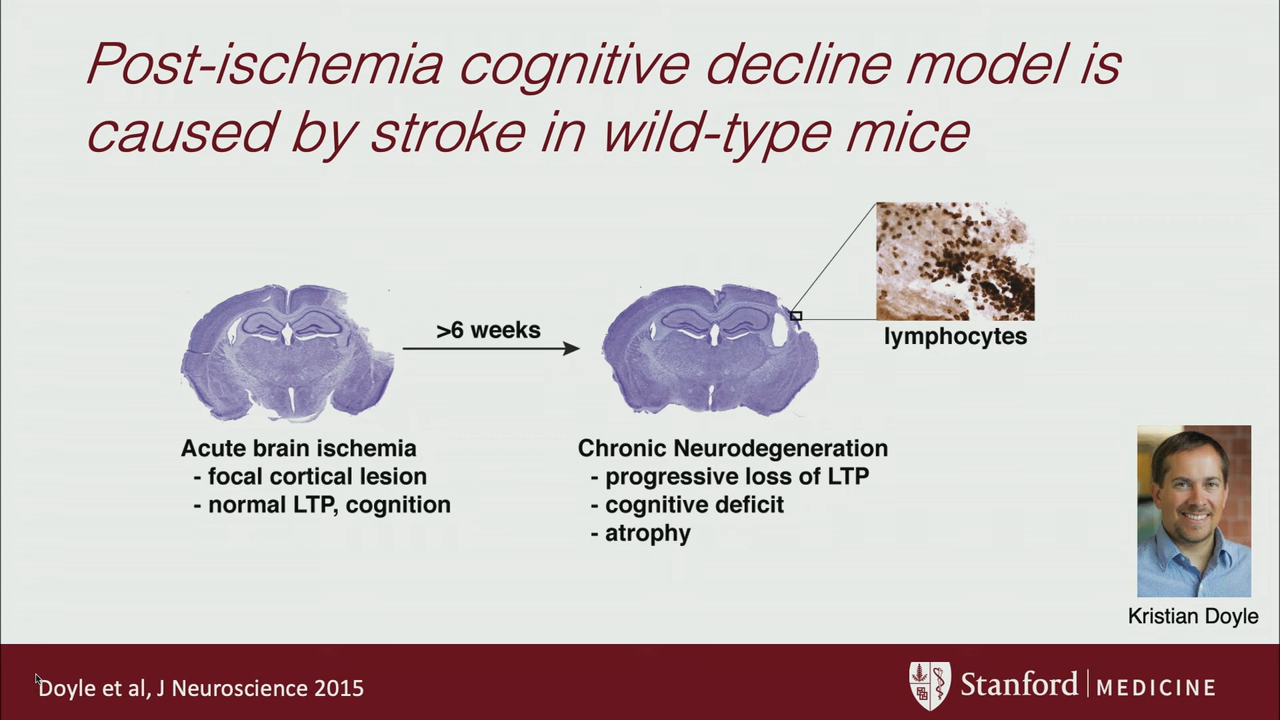 Post-ischemia cognitive decline model is
caused by stroke in wild-type mice
>6 weeks
lymphocytes
Acute brain ischemia
- focal cortical lesion
- normal LTP, cognition
Chronic Neurodegeneration
- progressive loss of LTP
- cognitive deficit
- atrophy
Kristian Doyle
Doyle et al, J Neuroscience 2015
Stanford MEDICINE